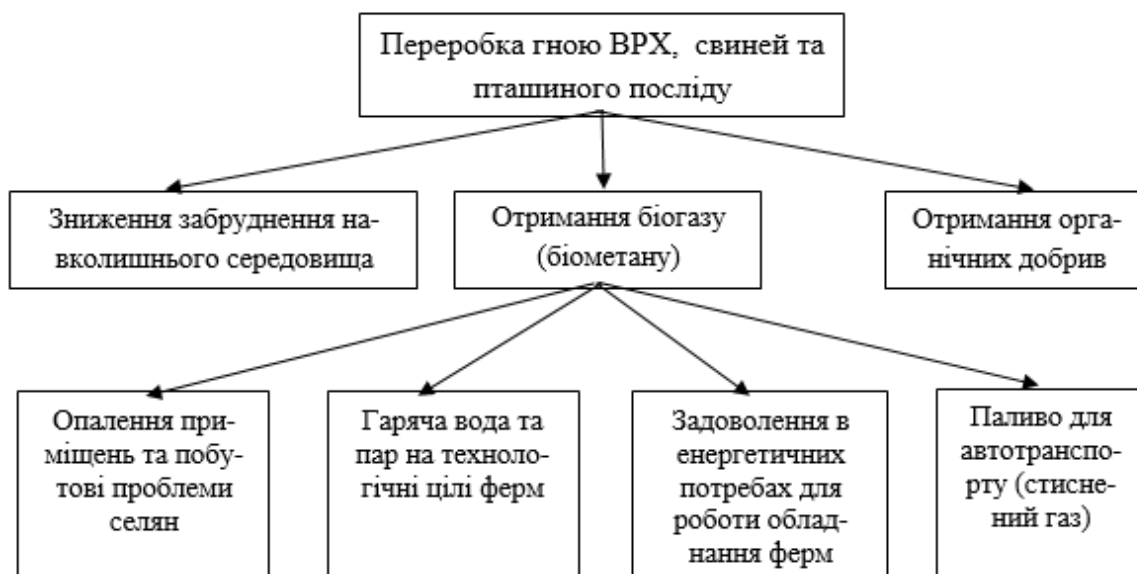 Переробка гною ВРХ, свиней та
пташиного посліду
Зниження забруднення на-
вколишнього середовища
Отримання біогазу
(біометану)
Отримання орга-
нічних добрив
Опалення при-
міщень та побу-
тові проблеми
селян
Гаряча вода та
пар на техноло-
гічні цілі ферм
Задоволення в
енергетичних
потребах для
роботи облад-
нання ферм
Паливо для
автотранспо-
рту (стисне-
ний газ)